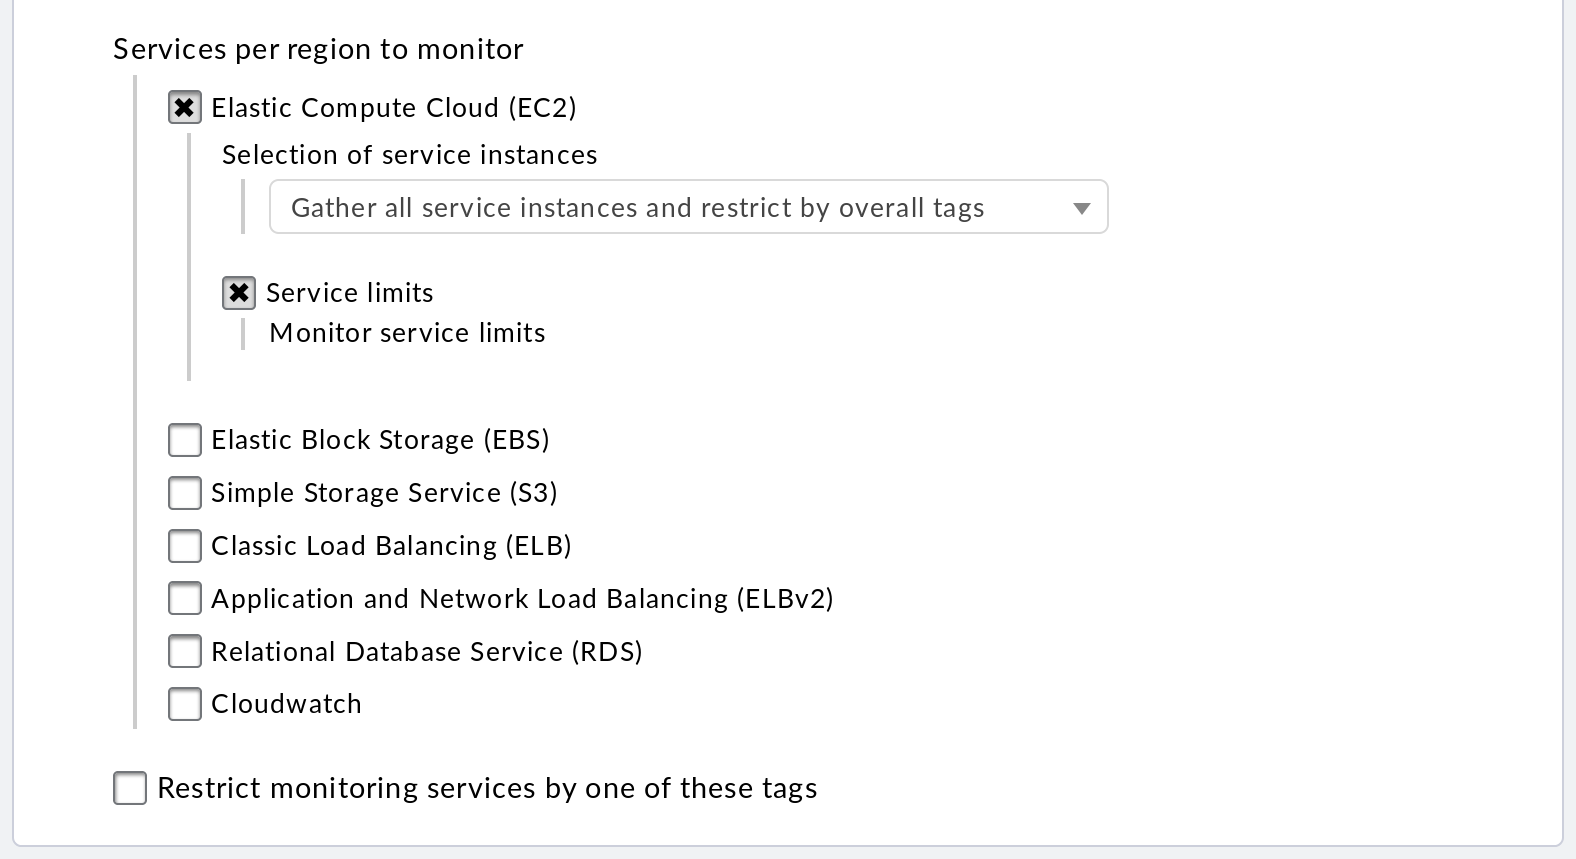 Services per region to monitor
Elastic Compute Cloud (EC2)
Selection of service instances
Gather all service instances and restrict by overall tags
Service limits
Monitor service limits
Elastic Block Storage (EBS)
Simple Storage Service (S3)
Classic Load Balancing (ELB)
Application and Network Load Balancing (ELBv2)
Relational Database Service (RDS)
Cloudwatch
Restrict monitoring services by one of these tags